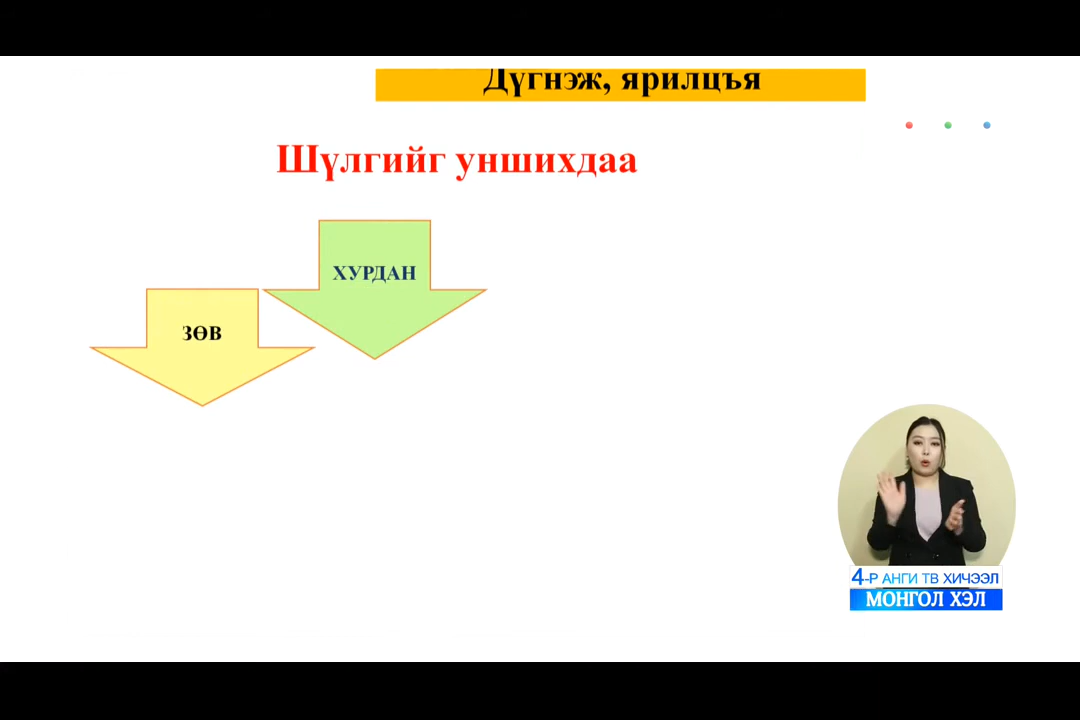 Дүгнэж, ярилцъя
Шүлгийг уншихдаа
ХУРДАН
ЗӨВ
4-Р АНГИ ТВ ХИЧЭЭЛ
МОНГОЛ ХЭЛ